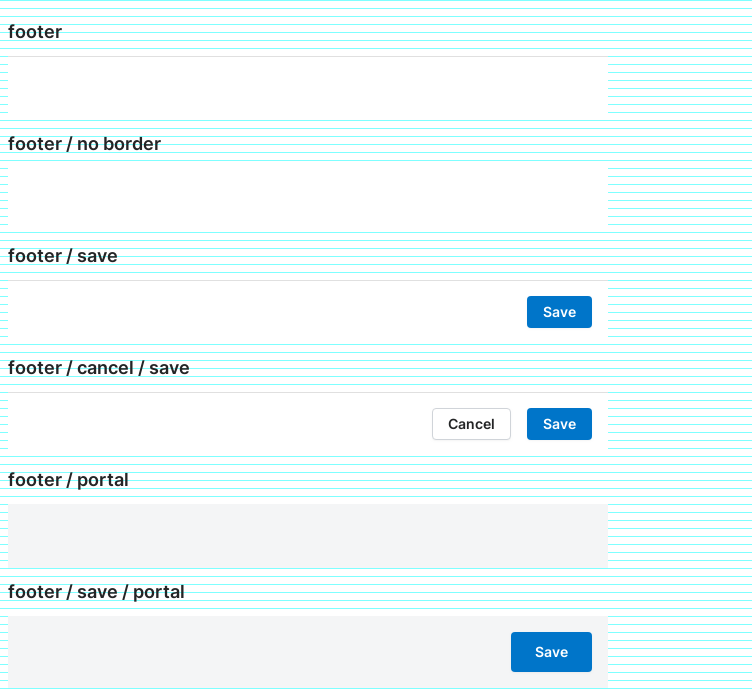 footer
footer / no border
footer / save
Save
footer / cancel / save
Cancel Save
footer / portal
footer / save / portal
Save